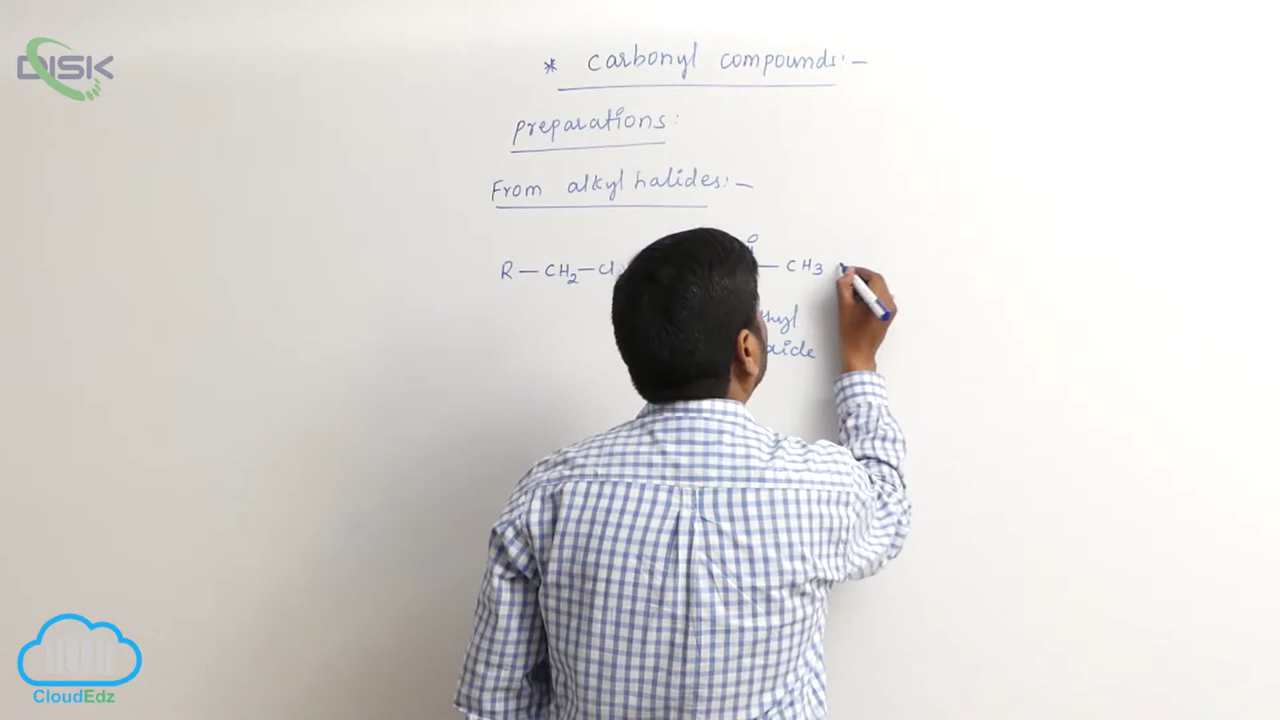 DISK
* carbonyl compounds:-
preparations:
From alkyl halides:-
R - CH2 - Cl
O
- CH3
CloudEdz